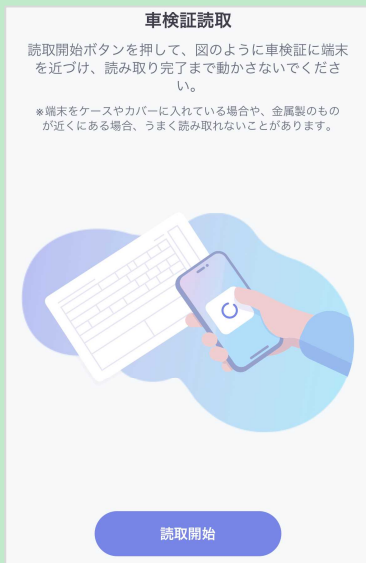 車検証読取
読取開始ボタンを押して、図のように車検証に端末
を近づけ、読み取り完了まで動かさないでくださ
い。
※端末をケースやカバーに入れている場合や、金属製のもの
が近くにある場合、うまく読み取れないことがあります。
読取開始